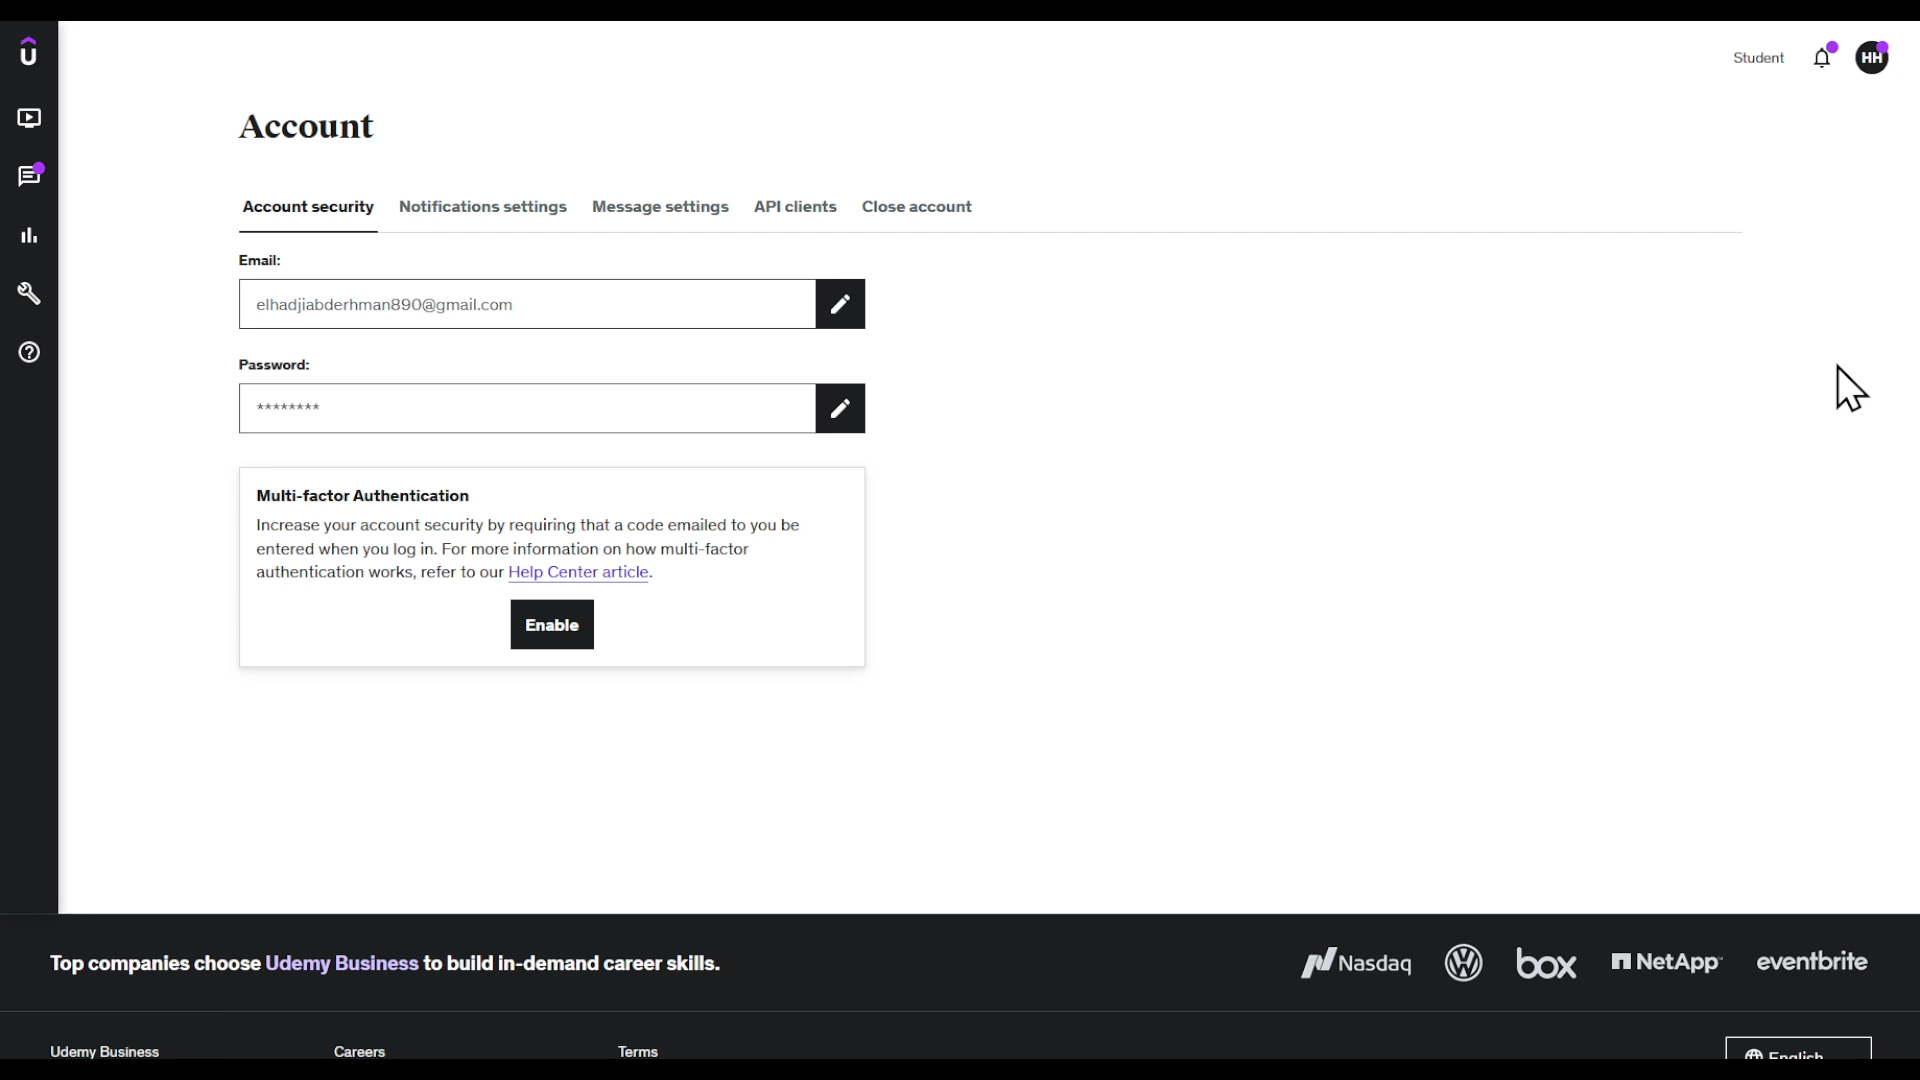 Student
HH
Account
Account security Notifications settings Message settings API clients Close account
Email:
elhadjiabderhman890@gmail.com
Password:
********
Multi-factor Authentication
Increase your account security by requiring that a code emailed to you be
entered when you log in. For more information on how multi-factor
authentication works, refer to our Help Center article.
Enable
Top companies choose Udemy Business to build in-demand career skills.
Nasdaq
box
NetApp
eventbrite
Udemy Business
Careers
Terms
English